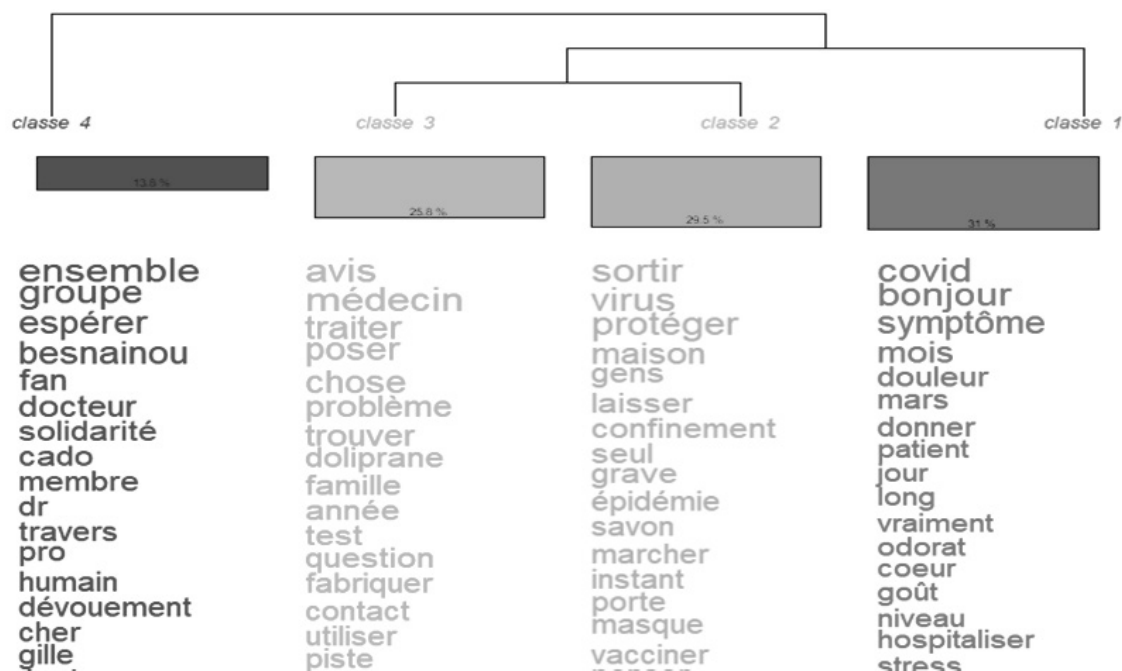 classe 4
classe 3
classe 2
classe 1
13.6 %
25.8 %
29.5 %
31 %
ensemble
groupe
espérer
besnainou
fan
docteur
solidarité
cado
membre
dr
travers
pro
humain
dévouement
cher
gille
avis
médecin
traiter
poser
chose
problème
trouver
doliprane
famille
année
test
question
fabriquer
contact
utiliser
piste
sortir
virus
protéger
maison
gens
laisser
confinement
seul
grave
épidémie
savon
marcher
instant
porte
masque
vacciner
covid
bonjour
symptôme
mois
douleur
mars
donner
patient
jour
long
vraiment
odorat
coeur
goût
niveau
hospitaliser
stress